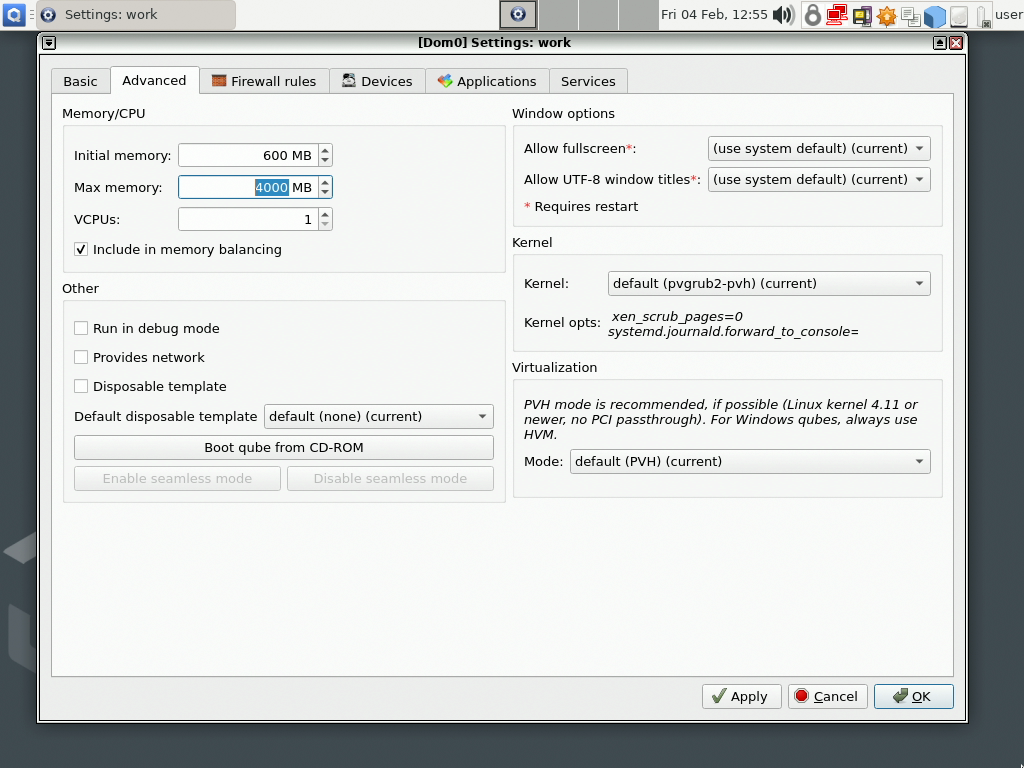 Settings: work
Fri 04 Feb, 12:55
user
[Dom0] Settings: work
Basic
Advanced
Firewall rules
Devices
Applications
Services
Memory/CPU
Initial memory: 600 MB
Max memory: 4000 MB
VCPUs: 1
Include in memory balancing
Other
Run in debug mode
Provides network
Disposable template
Default disposable template default (none) (current)
Boot qube from CD-ROM
Enable seamless mode
Disable seamless mode
Window options
Allow fullscreen*: (use system default) (current)
Allow UTF-8 window titles*: (use system default) (current)
* Requires restart
Kernel
Kernel: default (pvgrub2-pvh) (current)
Kernel opts: xen_scrub_pages=0
systemd.journald.forward_to_console=
Virtualization
PVH mode is recommended, if possible (Linux kernel 4.11 or
newer, no PCI passthrough). For Windows qubes, always use
HVM.
Mode: default (PVH) (current)
Apply
Cancel
OK